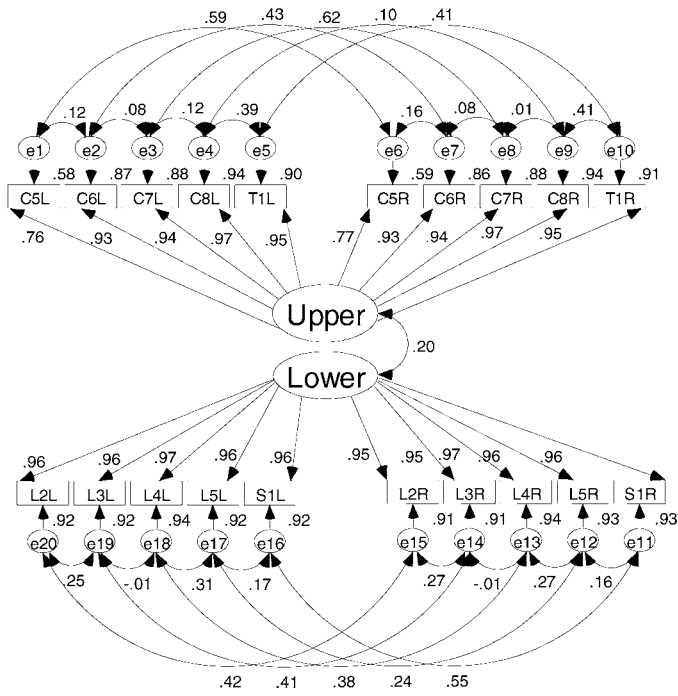 .59 .43 .62 .10 .41
.12 .08 .12 .39 .16 .08 .01 .41
e1 e2 e3 e4 e5 e6 e7 e8 e9 e10
.58 .87 .88 .94 .90 .59 .86 .88 .94 .91
C5L C6L C7L C8L T1L C5R C6R C7R C8R T1R
.76 .93 .94 .97 .95 .77 .93 .94 .97 .95
Upper
.20
Lower
.96 .96 .97 .96 .96 .95 .95 .97 .96 .96 .96
L2L L3L L4L L5L S1L L2R L3R L4R L5R S1R
.92 .92 .94 .92 .92 .91 .91 .94 .93 .93
e20 e19 e18 e17 e16 e15 e14 e13 e12 e11
.25 -.01 .31 .17 .27 -.01 .27 .16
.42 .41 .38 .24 .55